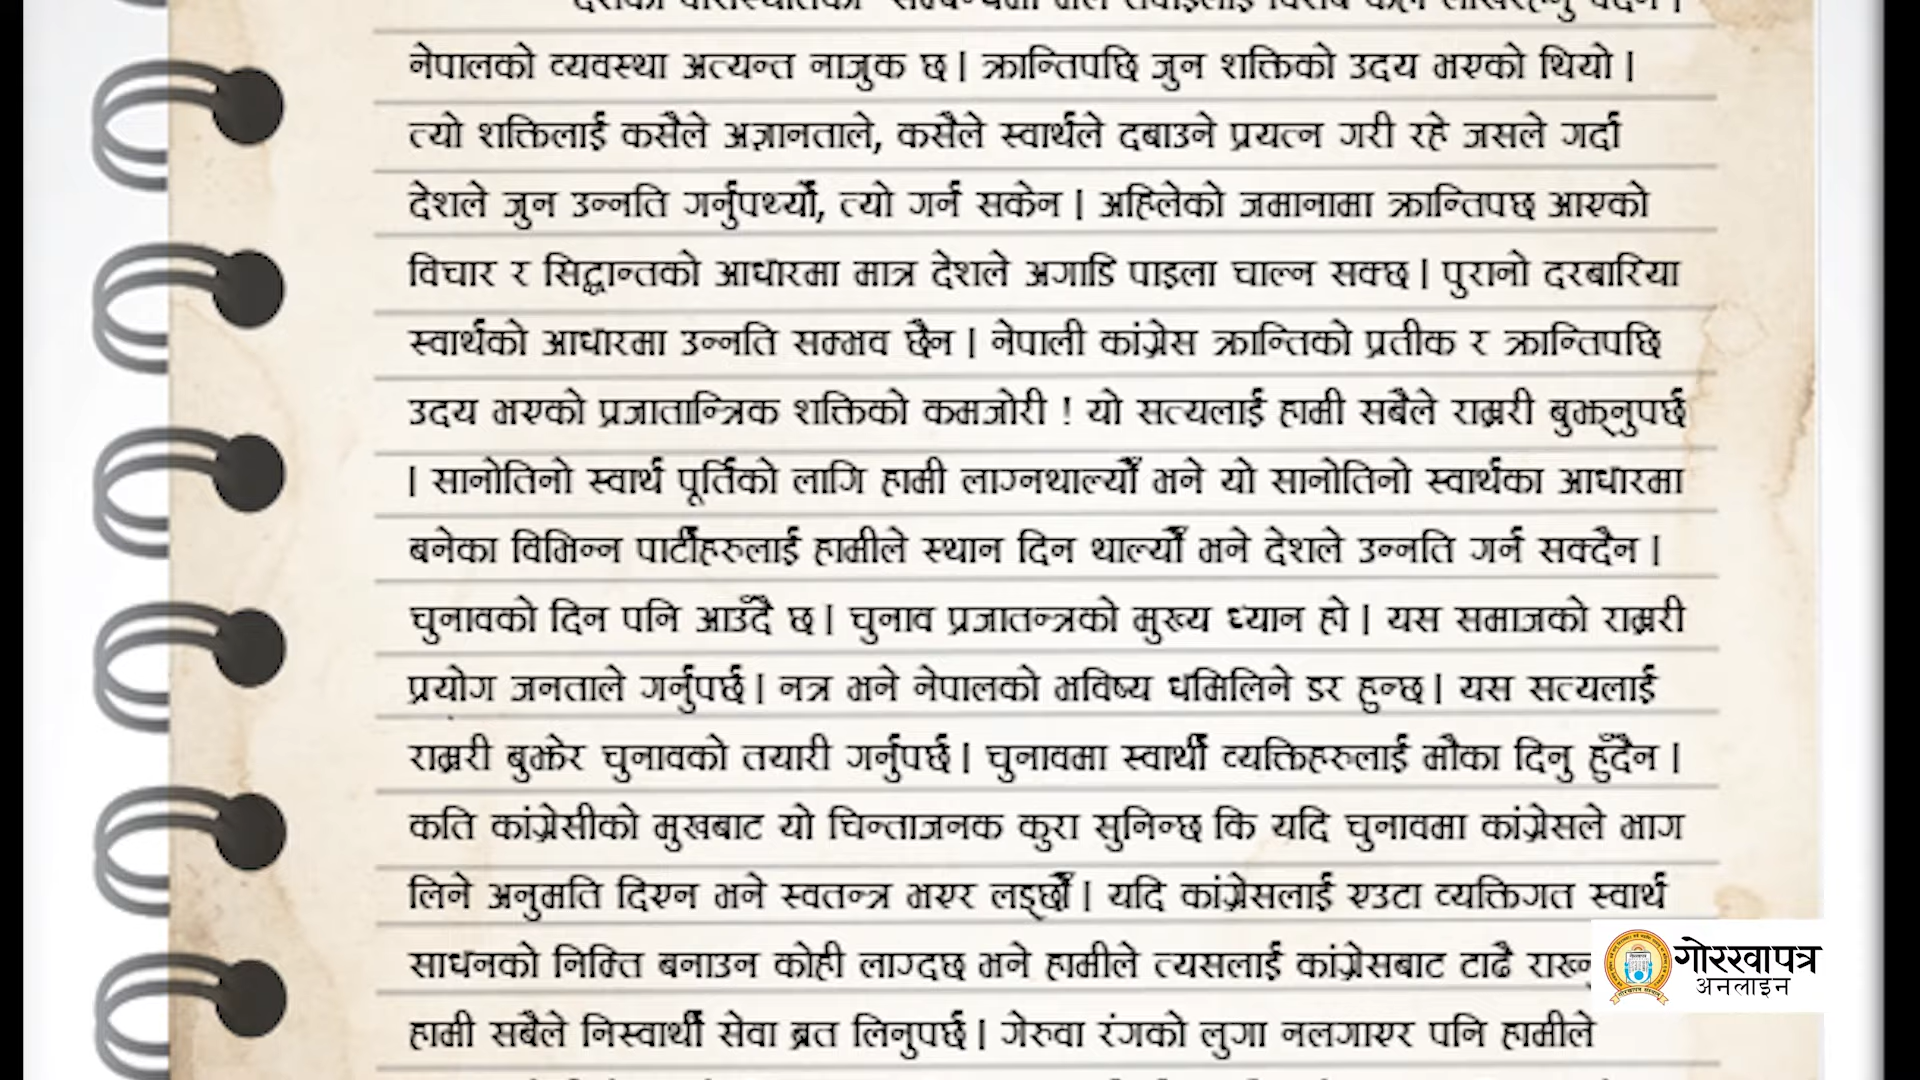 नेपालको व्यवस्था अत्यन्त नाजुक छ | क्रान्तिपछि जुन शक्तिको उदय भएको थियो |
त्यो शक्तिलाई कसैले अज्ञानताले, कसैले स्वार्थले दबाउने प्रयत्न गरी रहे जसले गर्दा
देशले जुन उन्नति गर्नुपर्थ्यो, त्यो गर्न सकेन | अहिलेको जमानामा क्रान्तिपछ आएको
विचार र सिद्धान्तको आधारमा मात्र देशले अगाडि पाइला चाल्न सक्छ | पुरानो दरबारिया
स्वार्थको आधारमा उन्नति सम्भव छैन | नेपाली कांग्रेस क्रान्तिको प्रतीक र क्रान्तिपछि
उदय भएको प्रजातान्त्रिक शक्तिको कमजोरी ! यो सत्यलाई हामी सबैले राम्ररी बुझ्नुपर्छ
| सानोतिनो स्वार्थ पूर्तिको लागि हामी लाग्नथाल्यौँ भने यो सानोतिनो स्वार्थका आधारमा
बनेका विभिन्न पार्टीहरुलाई हामीले स्थान दिन थाल्यौँ भने देशले उन्नति गर्न सक्दैन |
चुनावको दिन पनि आउँदै छ | चुनाव प्रजातन्त्रको मुख्य ध्यान हो | यस समाजको राम्ररी
प्रयोग जनताले गर्नुपर्छ | नत्र भने नेपालको भविष्य धमिलिने डर हुन्छ | यस सत्यलाई
राम्ररी बुझेर चुनावको तयारी गर्नुपर्छ | चुनावमा स्वार्थी व्यक्तिहरुलाई मौका दिनु हुँदैन |
कति कांग्रेसीको मुखबाट यो चिन्ताजनक कुरा सुनिन्छ कि यदि चुनावमा कांग्रेसले भाग
लिने अनुमति दिएन भने स्वतन्त्र भएर लड्छौँ | यदि कांग्रेसलाई एउटा व्यक्तिगत स्वार्थ
साधनको निम्ति बनाउन कोही लाग्दछ भने हामीले त्यसलाई कांग्रेसबाट टाढै
हामी सबैले निस्वार्थी सेवा ब्रत लिनुपर्छ | गेरुवा रंगको लुगा नलगाएर पनि हामीले
गोरखापत्र
अनलाइन